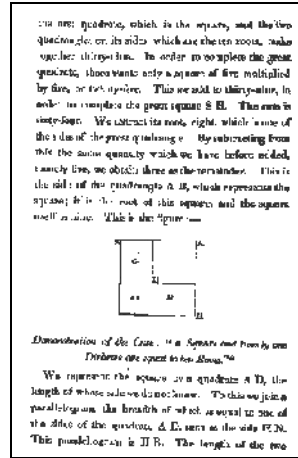 the first quadrate, which is the square, and the two
quadrangles on its sides, which are the ten roots, make
together thirty-nine. In order to complete the great
quadrate, there wants only a square of five multiplied
by five, or twenty-five. This we add to thirty-nine, in
order to complete the great square S H. The sum is
sixty-four. We extract its root, eight, which is one of
the sides of the great quadrangle. By subtracting from
this the same quantity which we have before added,
namely five, we obtain three as the remainder. This is
the side of the quadrangle A B, which represents the
square; it is the root of this square, and the square
itself is nine. This is the figure:—
G
D
Demonstration of the Case: "a Square and twenty-one
Dirhems are equal to ten Roots."
We represent the square by a quadrate A D, the
length of whose side we do not know. To this we join a
parallelogram, the breadth of which is equal to one of
the sides of the quadrate A D, such as the side H N.
This parallelogram is H B. The length of the two